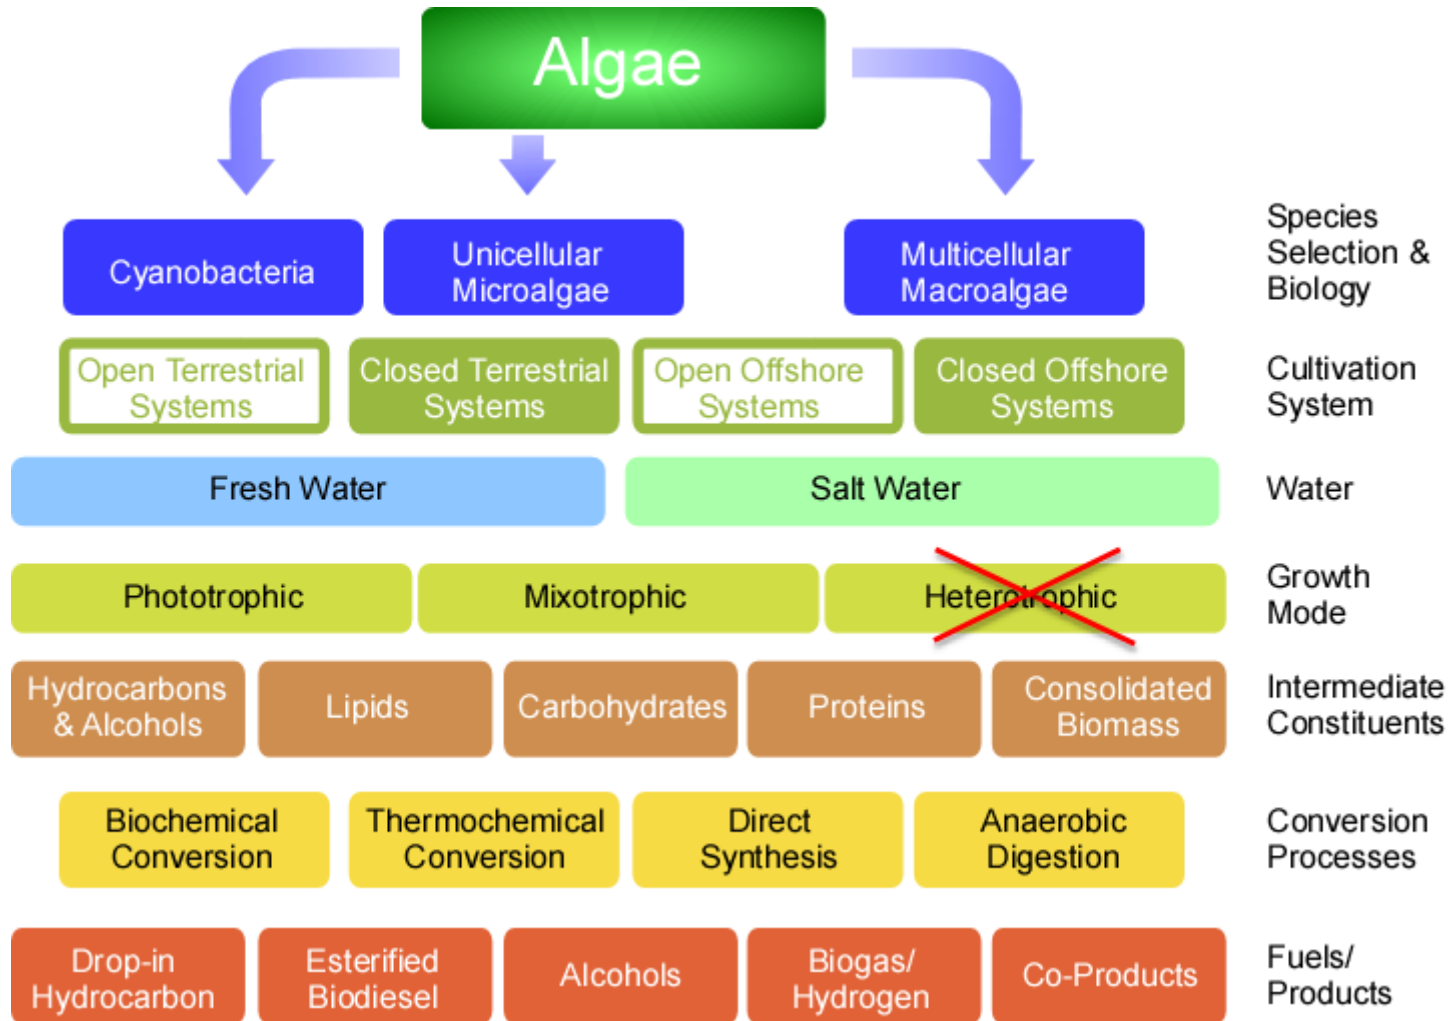 Algae
Cyanobacteria
Unicellular
Microalgae
Multicellular
Macroalgae
Species
Selection &
Biology
Open Terrestrial
Systems
Closed Terrestrial
Systems
Open Offshore
Systems
Closed Offshore
Systems
Cultivation
System
Fresh Water
Salt Water
Water
Phototrophic
Mixotrophic
Heterotrophic
Growth
Mode
Hydrocarbons
& Alcohols
Lipids
Carbohydrates
Proteins
Consolidated
Biomass
Intermediate
Constituents
Biochemical
Conversion
Thermochemical
Conversion
Direct
Synthesis
Anaerobic
Digestion
Conversion
Processes
Drop-in
Hydrocarbon
Esterified
Biodiesel
Alcohols
Biogas/
Hydrogen
Co-Products
Fuels/
Products